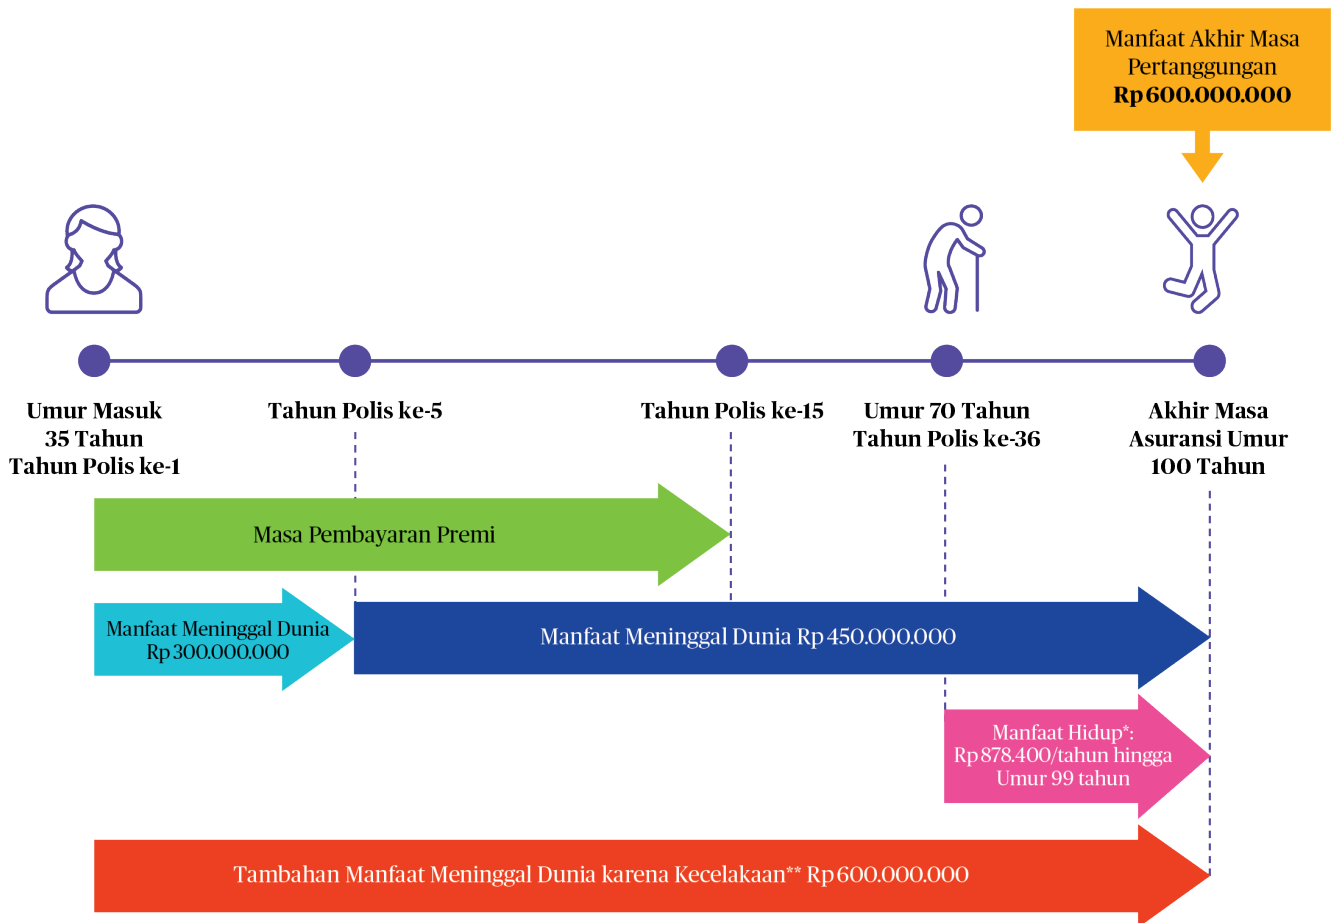 Manfaat Akhir Masa
Pertanggungan
Rp600.000.000
Umur Masuk
35 Tahun
Tahun Polis ke-1
Tahun Polis ke-5
Tahun Polis ke-15
Umur 70 Tahun
Tahun Polis ke-36
Akhir Masa
Asuransi Umur
100 Tahun
Masa Pembayaran Premi
Manfaat Meninggal Dunia
Rp300.000.000
Manfaat Meninggal Dunia Rp450.000.000
Manfaat Hidup*:
Rp878.400/tahun hingga
Umur 99 tahun
Tambahan Manfaat Meninggal Dunia karena Kecelakaan** Rp600.000.000